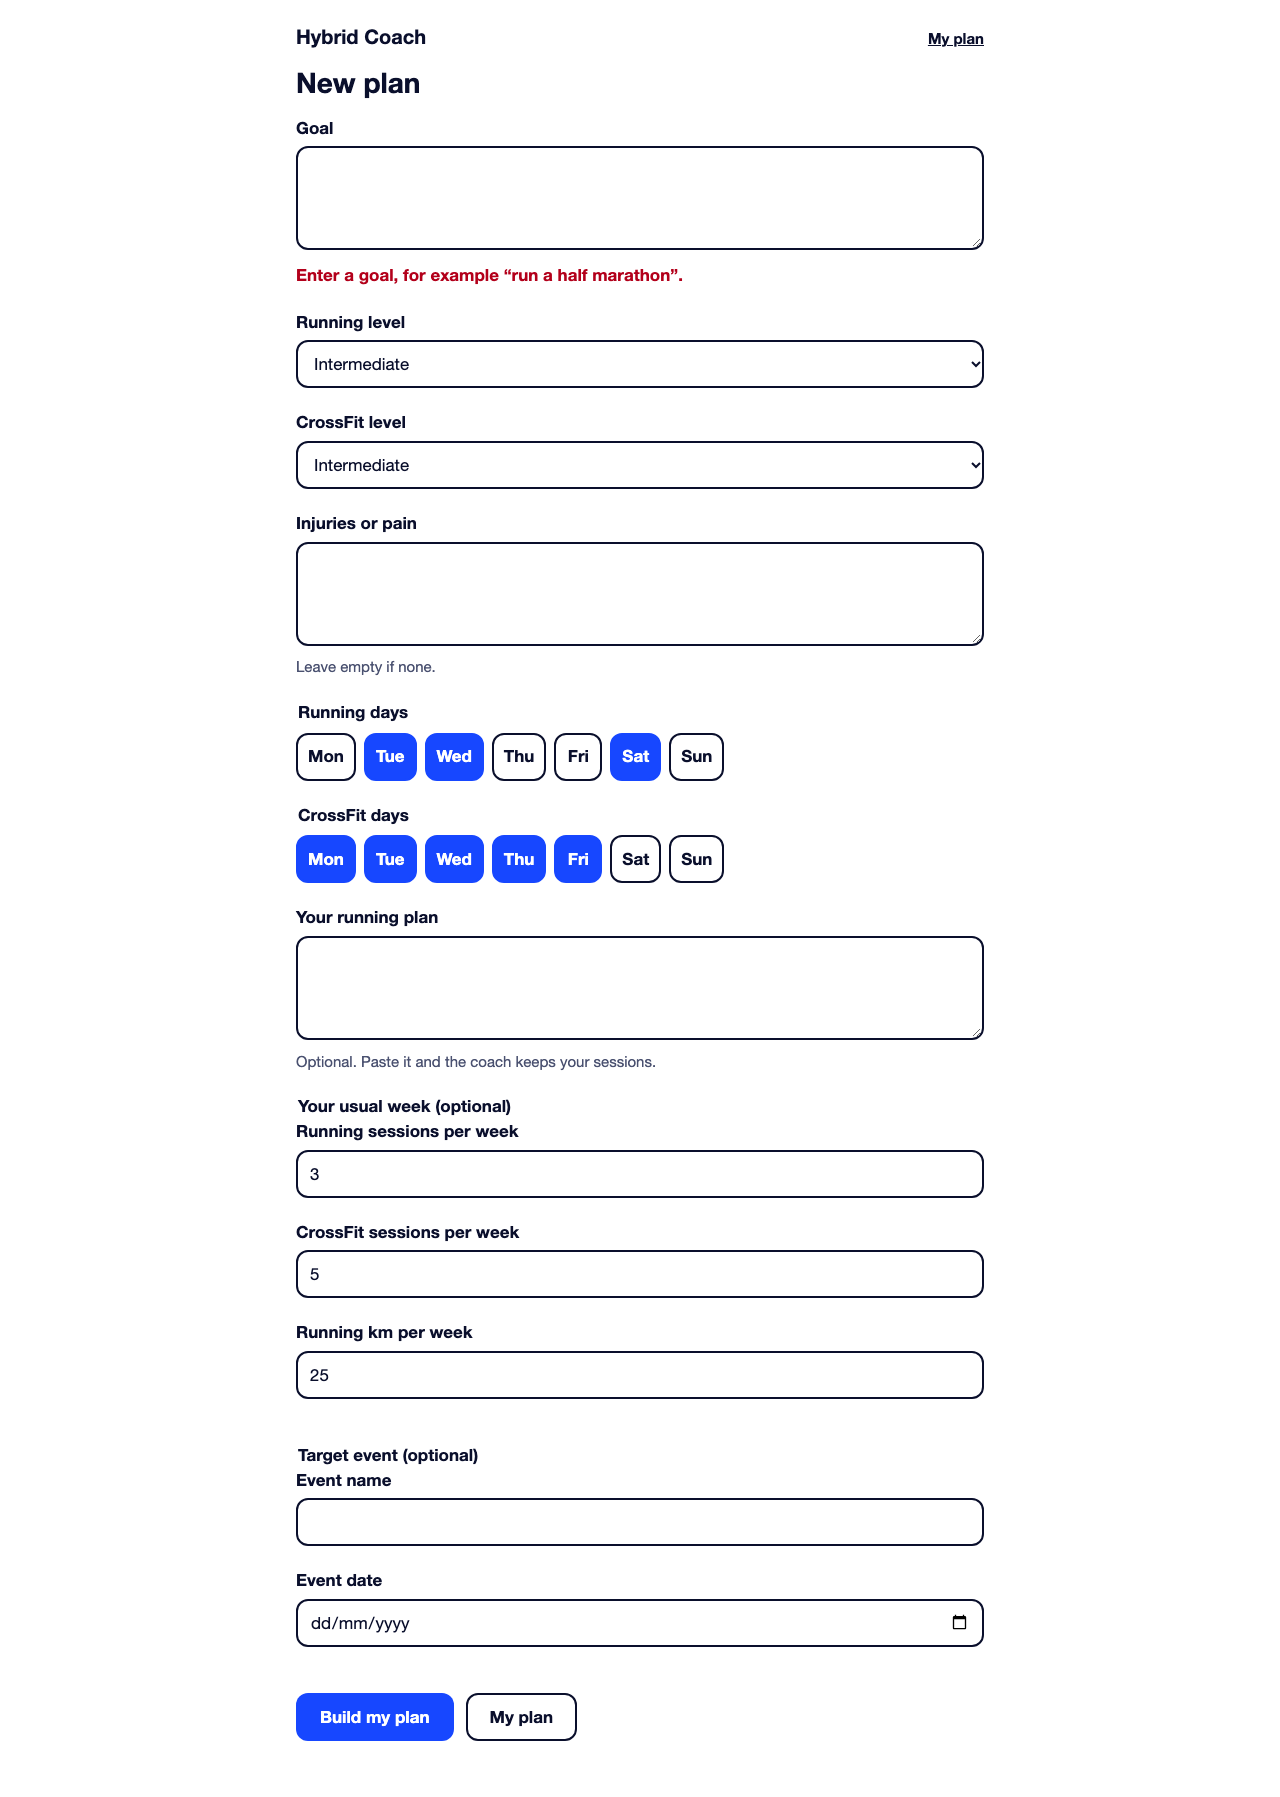 Hybrid Coach
My plan
New plan
Goal
Enter a goal, for example “run a half marathon”.
Running level
Intermediate
CrossFit level
Intermediate
Injuries or pain
Leave empty if none.
Running days
Mon Tue Wed Thu Fri Sat Sun
CrossFit days
Mon Tue Wed Thu Fri Sat Sun
Your running plan
Optional. Paste it and the coach keeps your sessions.
Your usual week (optional)
Running sessions per week
3
CrossFit sessions per week
5
Running km per week
25
Target event (optional)
Event name
Event date
dd/mm/yyyy
Build my plan My plan